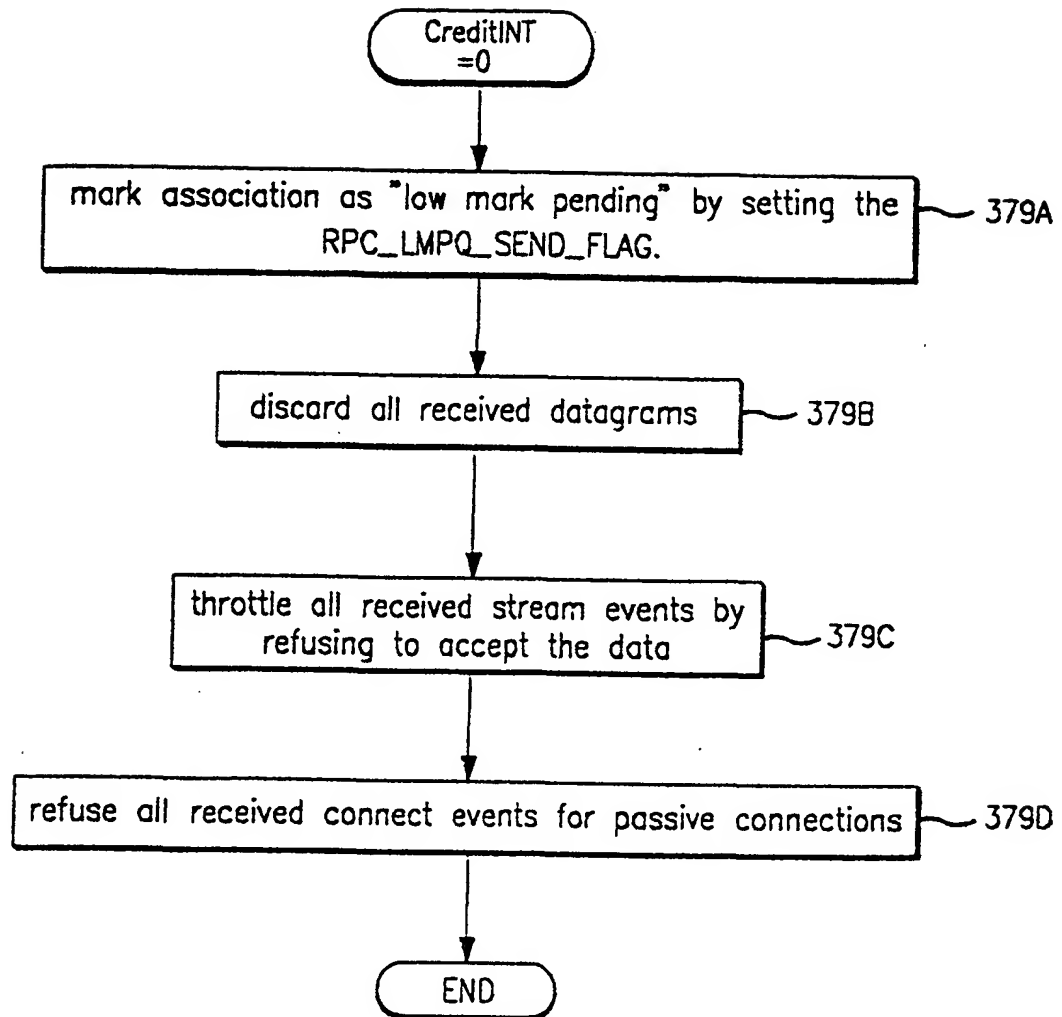 CreditINT
=0
mark association as "low mark pending" by setting the
RPC_LMPQ_SEND_FLAG.
379A
discard all received datagrams
379B
throttle all received stream events by
refusing to accept the data
379C
refuse all received connect events for passive connections
379D
END